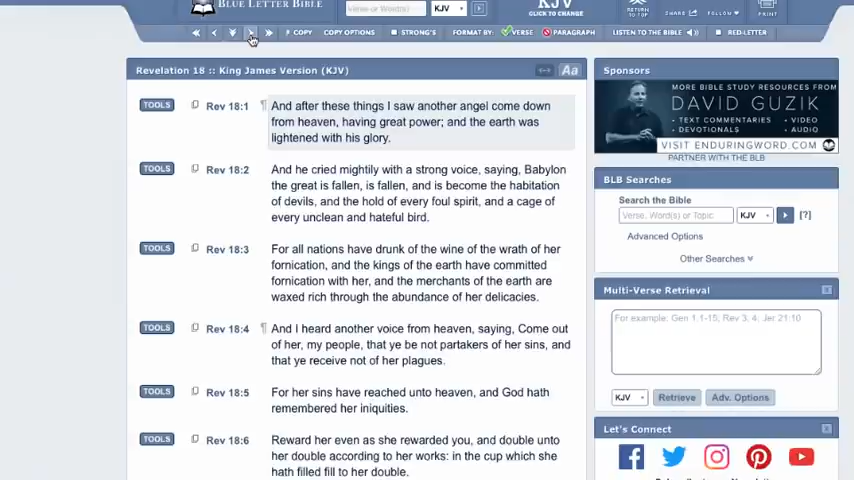 BLUE LETTER BIBLE
Verse or Word(s)
KJV
KJV
CLICK TO CHANGE
RETURN TO TOP
SHARE
FOLLOW
PRINT
COPY
COPY OPTIONS
STRONG'S
FORMAT BY:
VERSE
PARAGRAPH
LISTEN TO THE BIBLE
RED-LETTER
Revelation 18 :: King James Version (KJV)
Aa
TOOLS Rev 18:1 ¶ And after these things I saw another angel come down
from heaven, having great power; and the earth was
lightened with his glory.
TOOLS Rev 18:2 And he cried mightily with a strong voice, saying, Babylon
the great is fallen, is fallen, and is become the habitation
of devils, and the hold of every foul spirit, and a cage of
every unclean and hateful bird.
TOOLS Rev 18:3 For all nations have drunk of the wine of the wrath of her
fornication, and the kings of the earth have committed
fornication with her, and the merchants of the earth are
waxed rich through the abundance of her delicacies.
TOOLS Rev 18:4 ¶ And I heard another voice from heaven, saying, Come out
of her, my people, that ye be not partakers of her sins, and
that ye receive not of her plagues.
TOOLS Rev 18:5 For her sins have reached unto heaven, and God hath
remembered her iniquities.
TOOLS Rev 18:6 Reward her even as she rewarded you, and double unto
her double according to her works: in the cup which she
hath filled fill to her double.
Sponsors
MORE BIBLE STUDY RESOURCES FROM
DAVID GUZIK
• TEXT COMMENTARIES • VIDEO
• DEVOTIONALS • AUDIO
VISIT ENDURINGWORD.COM
PARTNER WITH THE BLB
BLB Searches
Search the Bible
Verse, Word(s) or Topic
KJV
[?]
Advanced Options
Other Searches
Multi-Verse Retrieval
x
For example: Gen 1:1-15; Rev 3, 4; Jer 21:10
KJV
Retrieve
Adv. Options
Let's Connect
x